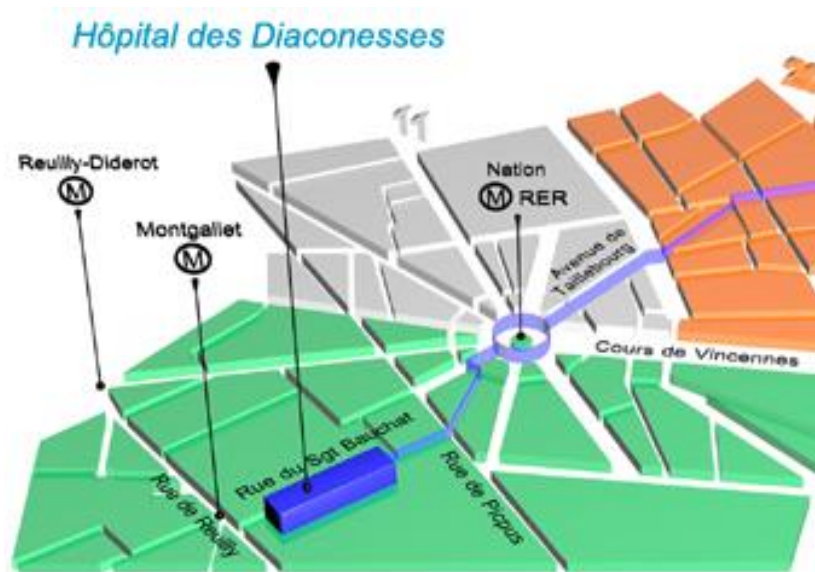 Hôpital des Diaconesses
Reuilly-Diderot
M
Montgallet
M
Nation
M RER
Avenue de
Taillebourg
Cours de Vincennes
Rue du Sgt Bauchat
Rue de Reuilly
Rue de Picpus